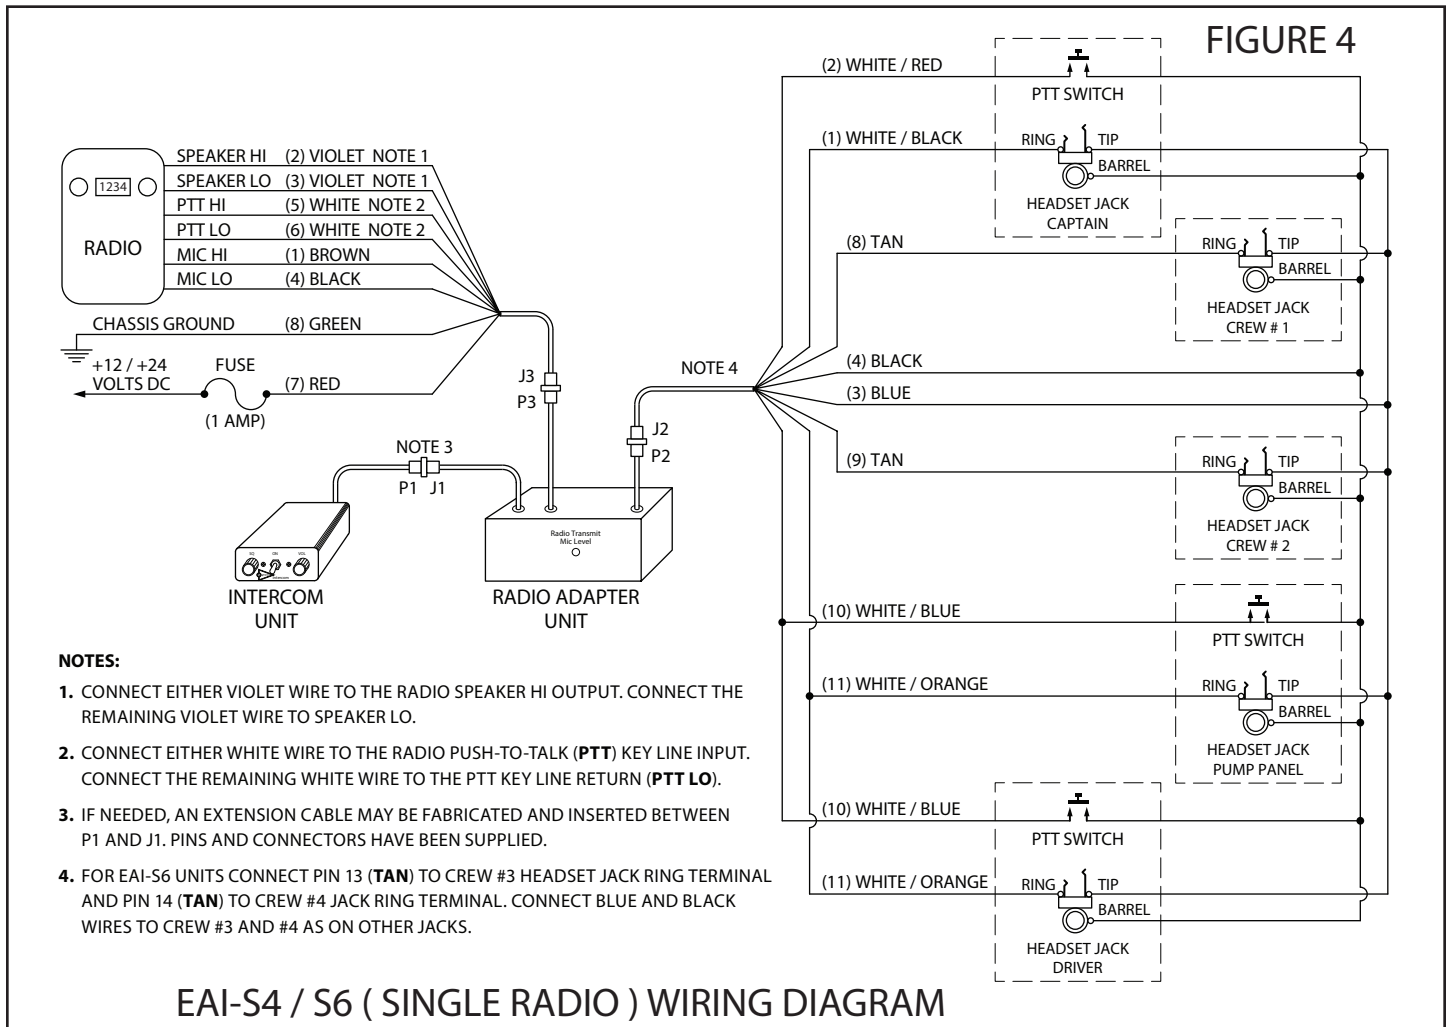 FIGURE 4
(2) WHITE / RED
PTT SWITCH
(1) WHITE / BLACK
RING
TIP
BARREL
HEADSET JACK
CAPTAIN
SPEAKER HI (2) VIOLET NOTE 1
SPEAKER LO (3) VIOLET NOTE 1
PTT HI (5) WHITE NOTE 2
PTT LO (6) WHITE NOTE 2
MIC HI (1) BROWN
MIC LO (4) BLACK
1234
RADIO
CHASSIS GROUND (8) GREEN
+12 / +24
VOLTS DC
FUSE
(7) RED
(1 AMP)
J3
P3
NOTE 4
J2
P2
NOTE 3
P1 J1
SQ ON VOL
Intercom
INTERCOM
UNIT
Radio Transmit
Mic Level
RADIO ADAPTER
UNIT
(8) TAN
RING
TIP
BARREL
HEADSET JACK
CREW # 1
(4) BLACK
(3) BLUE
(9) TAN
RING
TIP
BARREL
HEADSET JACK
CREW # 2
(10) WHITE / BLUE
PTT SWITCH
(11) WHITE / ORANGE
RING
TIP
BARREL
HEADSET JACK
PUMP PANEL
(10) WHITE / BLUE
PTT SWITCH
(11) WHITE / ORANGE
RING
TIP
BARREL
HEADSET JACK
DRIVER
NOTES:
1. CONNECT EITHER VIOLET WIRE TO THE RADIO SPEAKER HI OUTPUT. CONNECT THE
REMAINING VIOLET WIRE TO SPEAKER LO.
2. CONNECT EITHER WHITE WIRE TO THE RADIO PUSH-TO-TALK (PTT) KEY LINE INPUT.
CONNECT THE REMAINING WHITE WIRE TO THE PTT KEY LINE RETURN (PTT LO).
3. IF NEEDED, AN EXTENSION CABLE MAY BE FABRICATED AND INSERTED BETWEEN
P1 AND J1. PINS AND CONNECTORS HAVE BEEN SUPPLIED.
4. FOR EAI-S6 UNITS CONNECT PIN 13 (TAN) TO CREW #3 HEADSET JACK RING TERMINAL
AND PIN 14 (TAN) TO CREW #4 JACK RING TERMINAL. CONNECT BLUE AND BLACK
WIRES TO CREW #3 AND #4 AS ON OTHER JACKS.
EAI-S4 / S6 ( SINGLE RADIO ) WIRING DIAGRAM